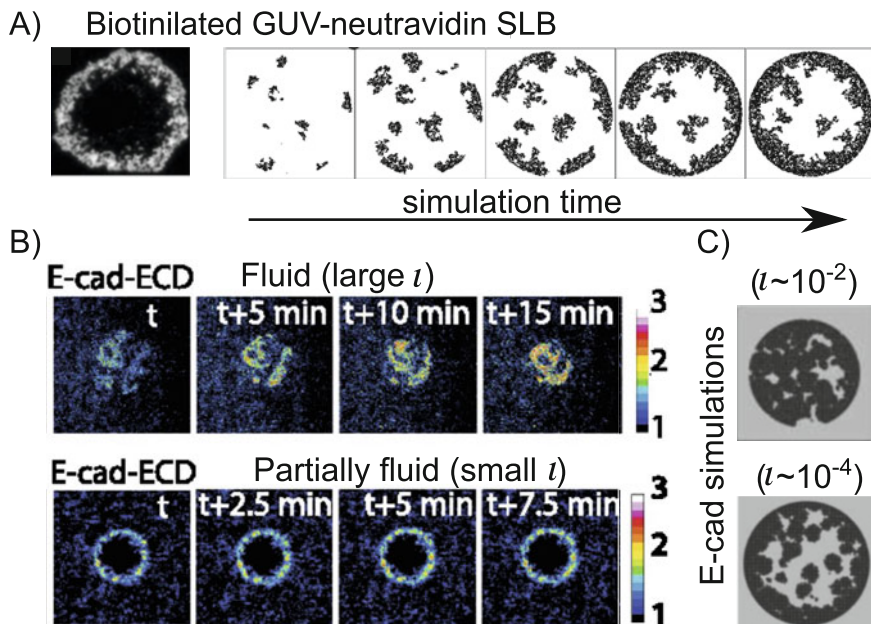 A) Biotinilated GUV-neutravidin SLB
simulation time
B)
E-cad-ECD Fluid (large ι)
t t+5 min t+10 min t+15 min
3
2
1
E-cad-ECD Partially fluid (small ι)
t t+2.5 min t+5 min t+7.5 min
3
2
1
C)
(ι~10-2)
E-cad simulations
(ι~10-4)